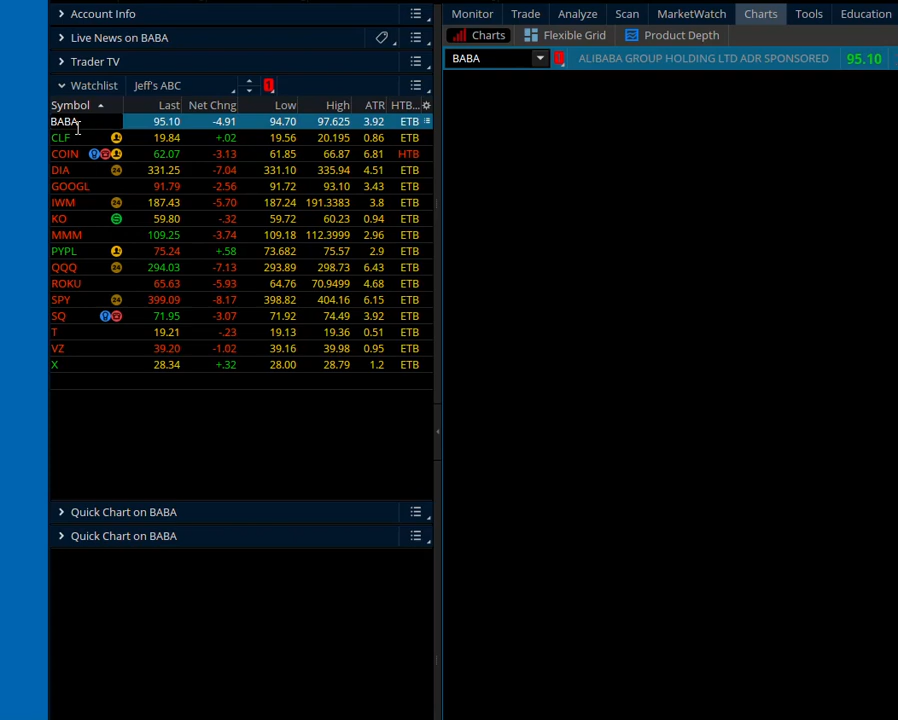 Account Info
Live News on BABA
Trader TV
Watchlist Jeff's ABC 1
Symbol Last Net Chng Low High ATR HTB...
BABA 95.10 -4.91 94.70 97.625 3.92 ETB
CLF 19.84 +.02 19.56 20.195 0.86 ETB
COIN 62.07 -3.13 61.85 66.87 6.81 HTB
DIA 24 331.25 -7.04 331.10 335.94 4.51 ETB
GOOGL 91.79 -2.56 91.72 93.10 3.43 ETB
IWM 24 187.43 -5.70 187.24 191.3383 3.8 ETB
KO 59.80 -.32 59.72 60.23 0.94 ETB
MMM 109.25 -3.74 109.18 112.3999 2.96 ETB
PYPL 75.24 +.58 73.682 75.57 2.9 ETB
QQQ 24 294.03 -7.13 293.89 298.73 6.43 ETB
ROKU 65.63 -5.93 64.76 70.9499 4.68 ETB
SPY 24 399.09 -8.17 398.82 404.16 6.15 ETB
SQ 71.95 -3.07 71.92 74.49 3.92 ETB
T 19.21 -.23 19.13 19.36 0.51 ETB
VZ 39.20 -1.02 39.16 39.98 0.95 ETB
X 28.34 +.32 28.00 28.79 1.2 ETB
Quick Chart on BABA
Quick Chart on BABA
Monitor Trade Analyze Scan MarketWatch Charts Tools Education
Charts Flexible Grid Product Depth
BABA 1 ALIBABA GROUP HOLDING LTD ADR SPONSORED 95.10